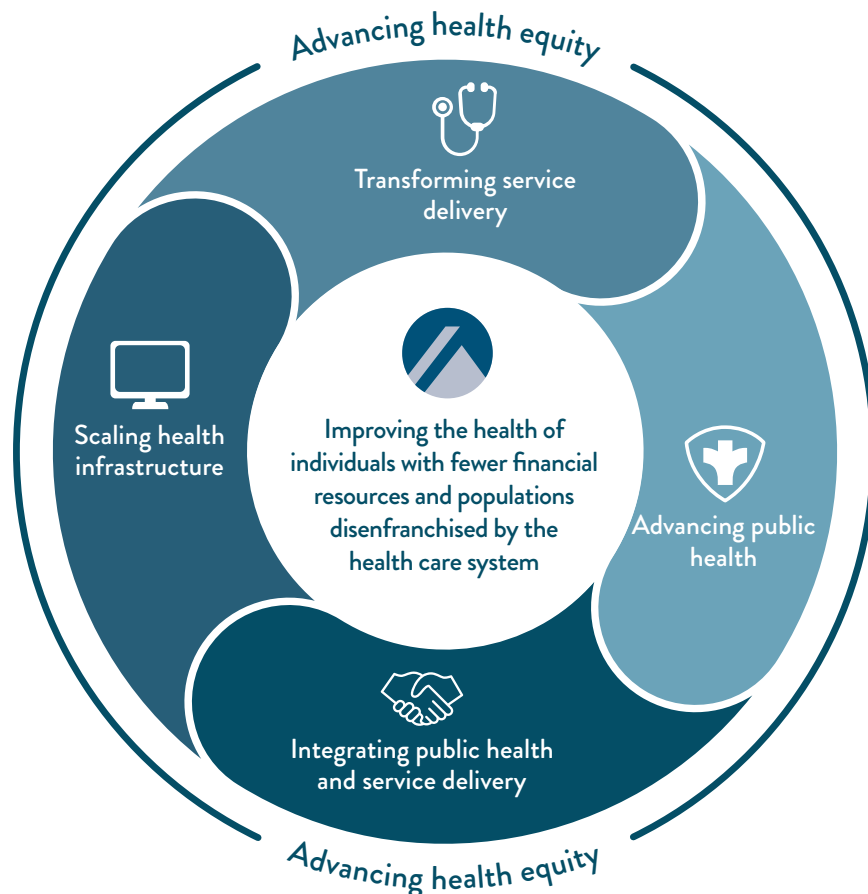 Advancing health equity
Transforming service
delivery
Scaling health
infrastructure
Improving the health of
individuals with fewer financial
resources and populations
disenfranchised by the
health care system
Advancing public
health
Integrating public health
and service delivery
Advancing health equity